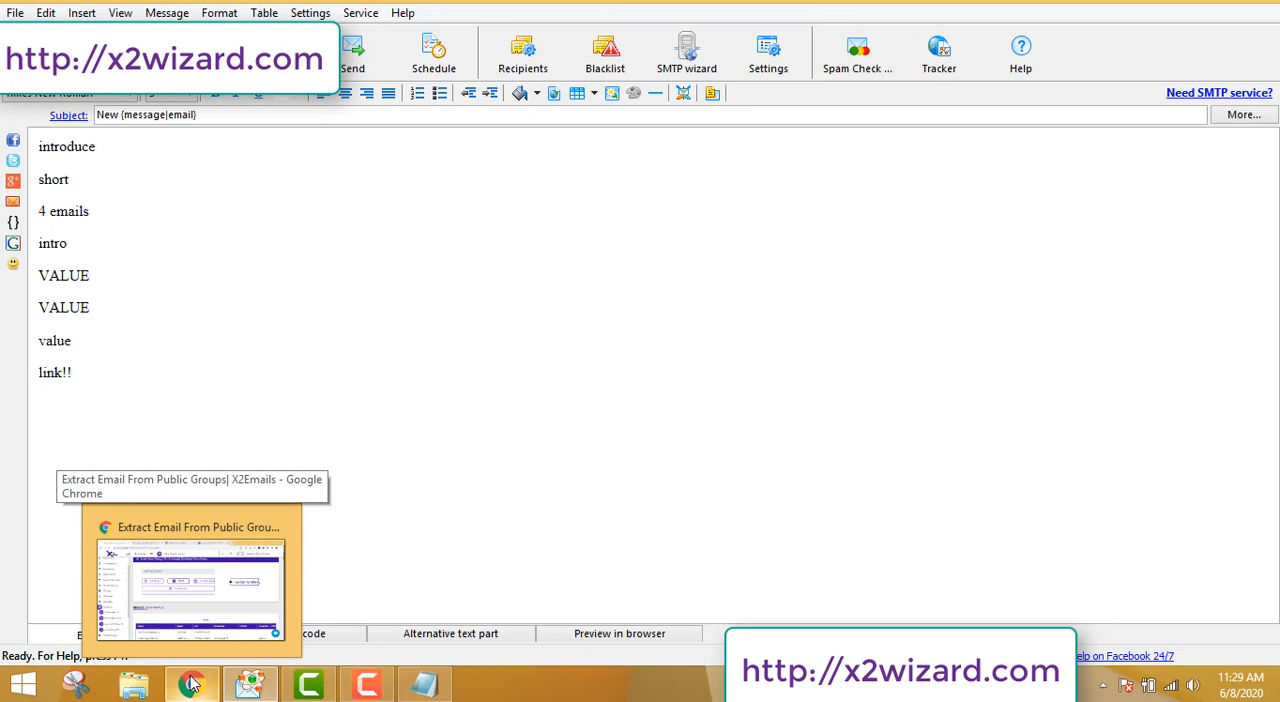 File Edit Insert View Message Format Table Settings Service Help
http://x2wizard.com
Send Schedule Recipients Blacklist SMTP wizard Settings Spam Check ... Tracker Help
Need SMTP service?
Subject: New {message|email} More...
introduce
short
4 emails
intro
VALUE
VALUE
value
link!!
Extract Email From Public Groups| X2Emails - Google
Chrome
Extract Email From Public Grou...
code Alternative text part Preview in browser
Ready. For Help, press F1
http://x2wizard.com
elp on Facebook 24/7
11:29 AM
6/8/2020